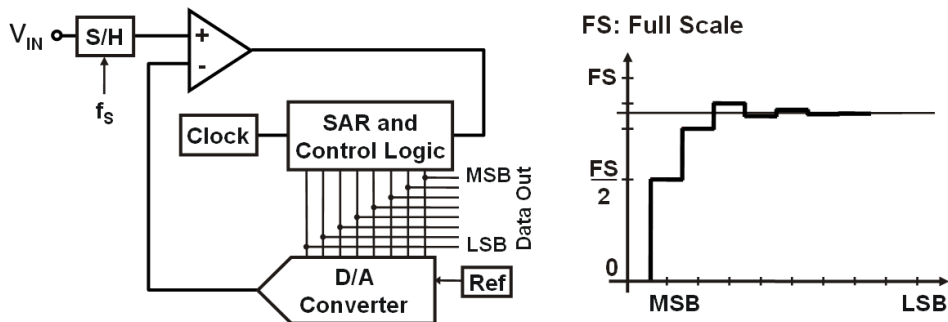 V_IN
S/H
+
-
f_S
Clock
SAR and
Control Logic
MSB
LSB
Data Out
D/A
Converter
Ref
FS: Full Scale
FS
FS
2
0
MSB
LSB